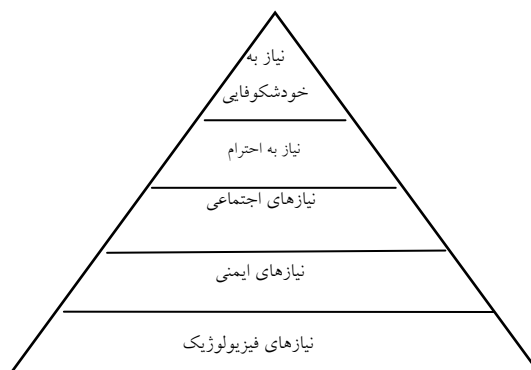 نیاز به
خودشکوفایی
نیاز به احترام
نیازهای اجتماعی
نیازهای ایمنی
نیازهای فیزیولوژیک